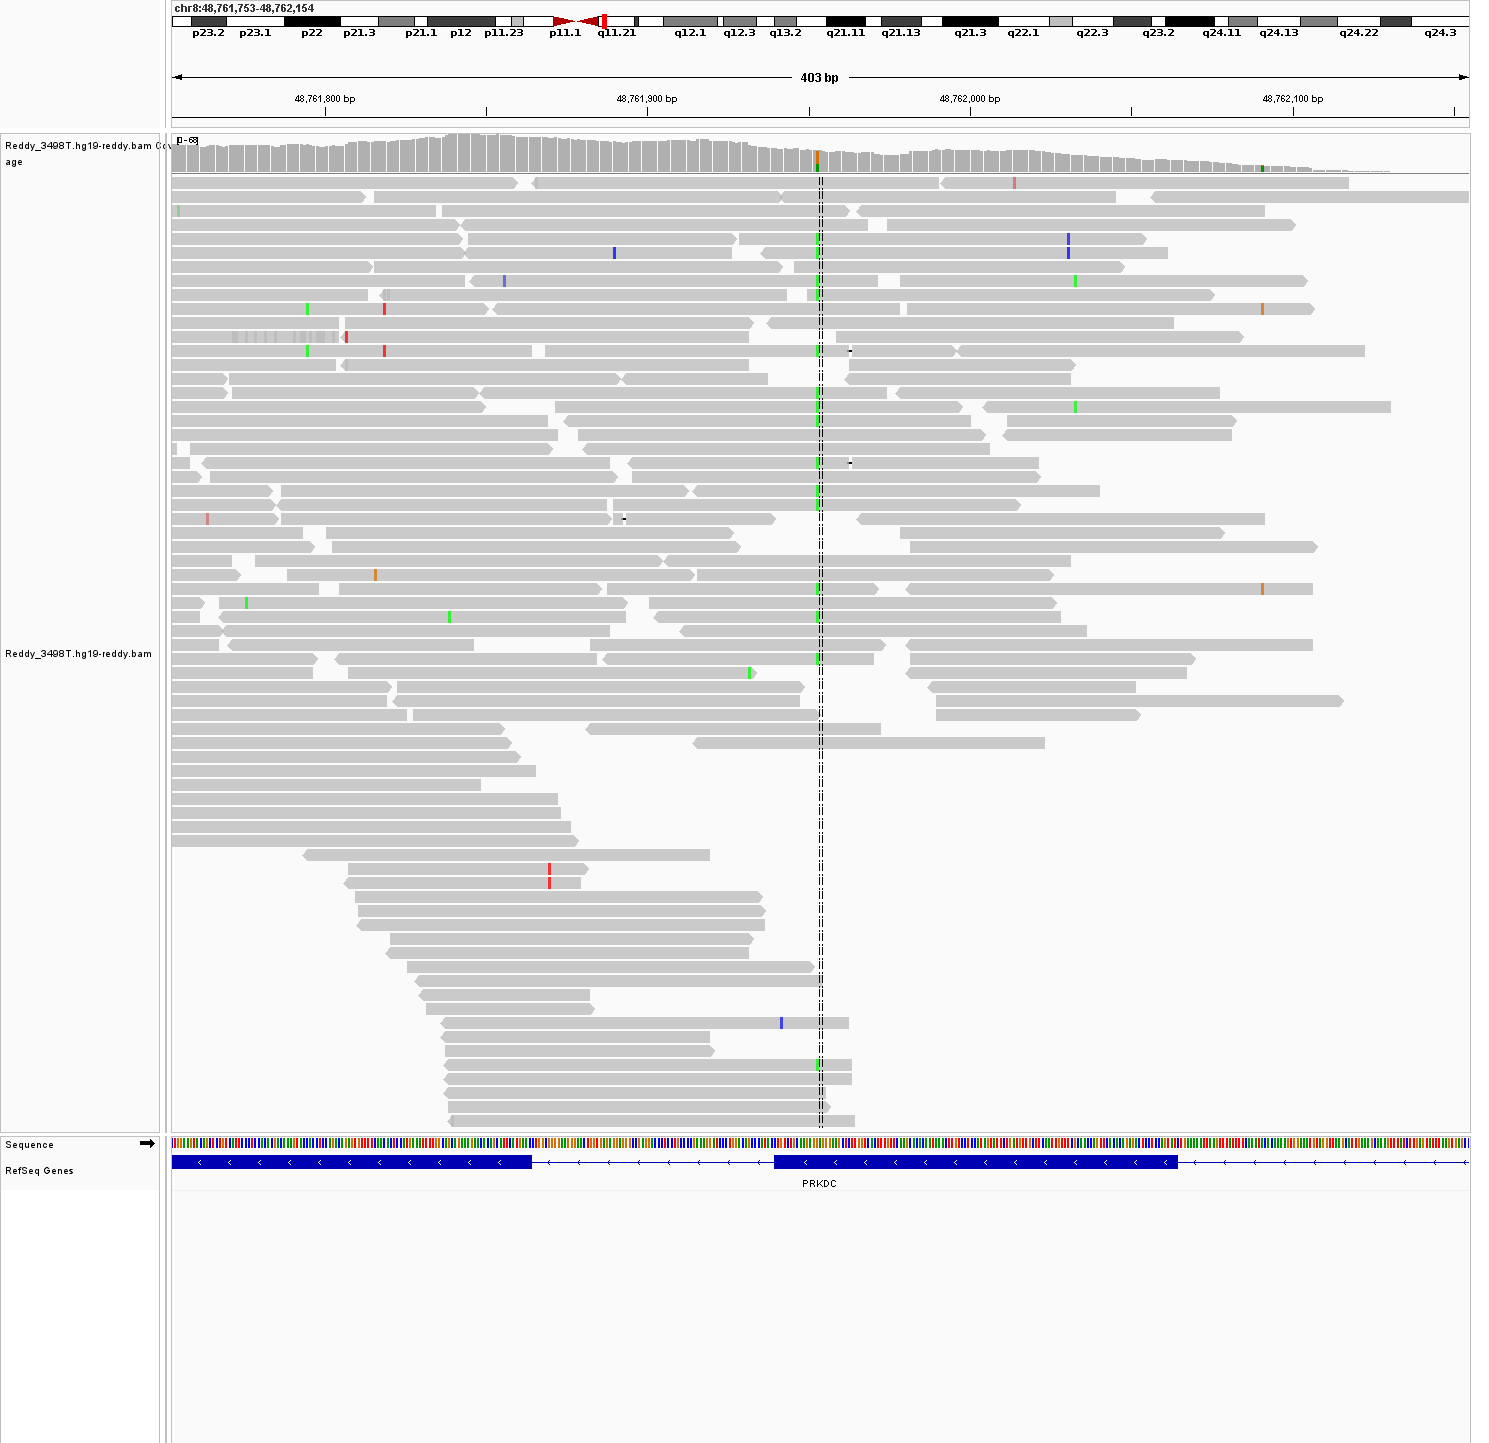 chr8:48,761,753-48,762,154
p23.2 p23.1 p22 p21.3 p21.1 p12 p11.23 p11.1 q11.21 q12.1 q12.3 q13.2 q21.11 q21.13 q21.3 q22.1 q22.3 q23.2 q24.11 q24.13 q24.22 q24.3
403 bp
48,761,800 bp 48,761,900 bp 48,762,000 bp 48,762,100 bp
Reddy_3498T.hg19-reddy.bam Cov
age
Reddy_3498T.hg19-reddy.bam
Sequence
RefSeq Genes
PRKDC